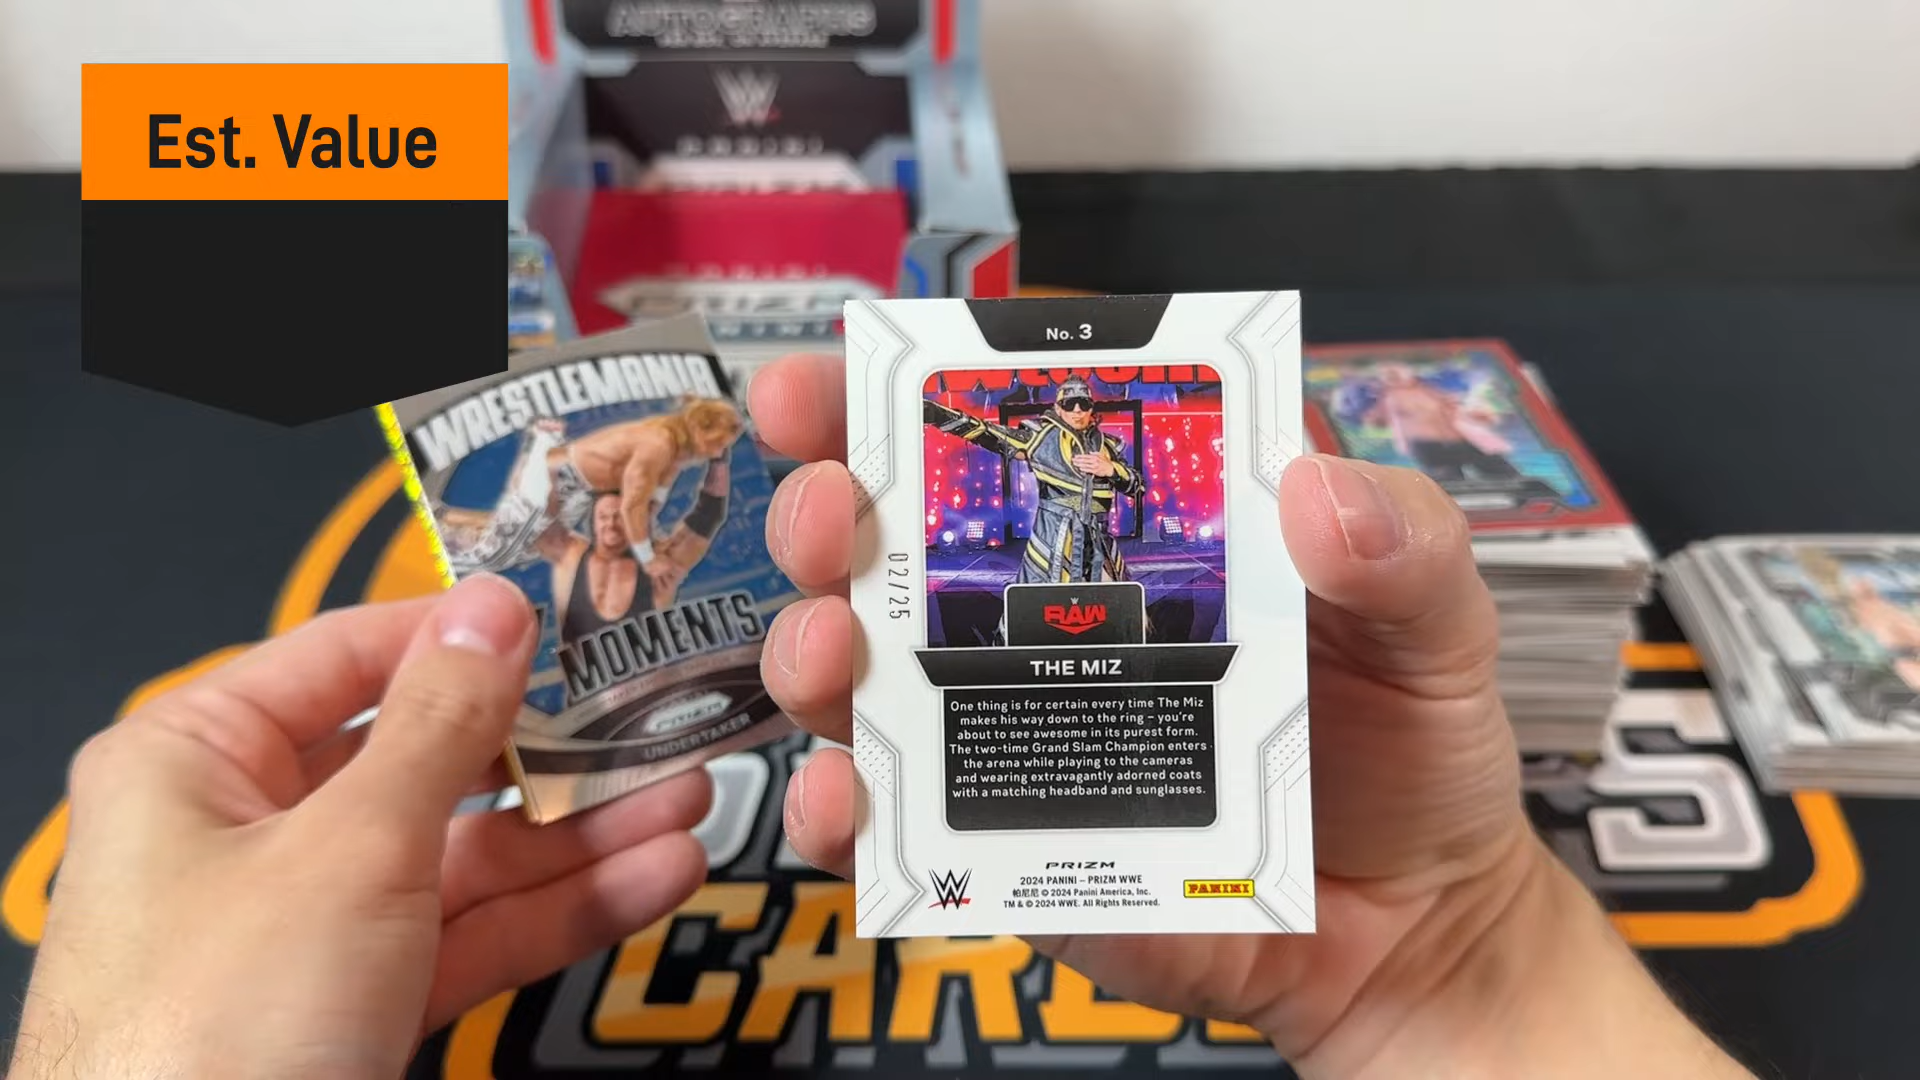 AUTOGRAPHS
Est. Value
W
PANINI
PRIZM
WRESTLEMANIA
MOMENTS
PRIZM
UNDERTAKER
No. 3
02/25
RAW
THE MIZ
One thing is for certain every time The Miz
makes his way down to the ring – you're
about to see awesome in its purest form.
The two-time Grand Slam Champion enters
the arena while playing to the cameras
and wearing extravagantly adorned coats
with a matching headband and sunglasses.
PRIZM
2024 PANINI – PRIZM WWE
帕尼尼 © 2024 Panini America, Inc.
TM & © 2024 WWE. All Rights Reserved.
PANINI
CARDS